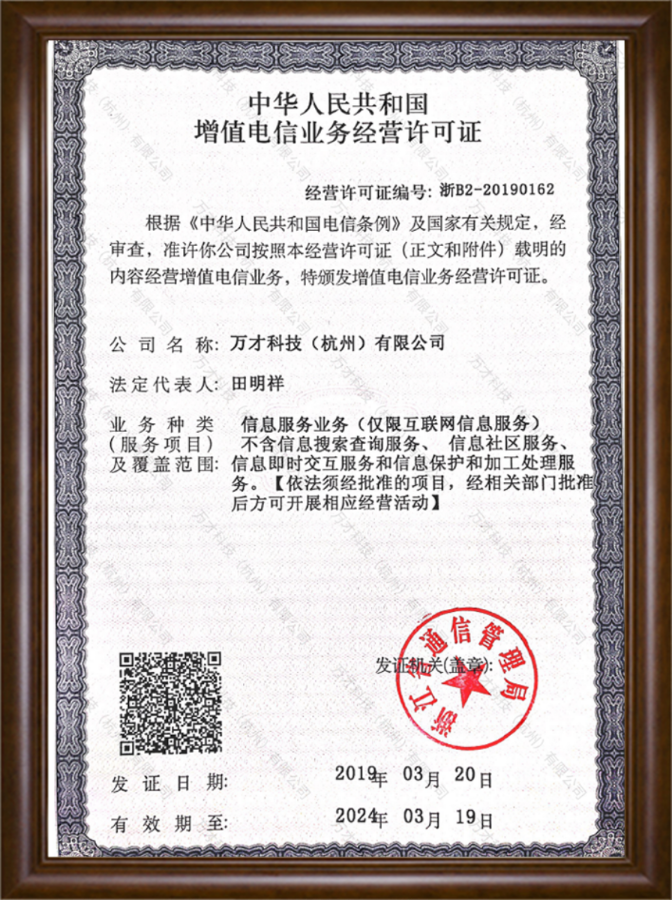 中华人民共和国
增值电信业务经营许可证
经营许可证编号: 浙B2-20190162
根据《中华人民共和国电信条例》及国家有关规定，经
审查，准许你公司按照本经营许可证（正文和附件）载明的
内容经营增值电信业务，特颁发增值电信业务经营许可证。
公司名称: 万才科技（杭州）有限公司
法定代表人: 田明祥
业务种类 信息服务业务（仅限互联网信息服务）
(服务项目) 不含信息搜索查询服务、信息社区服务、
及覆盖范围: 信息即时交互服务和信息保护和加工处理服
务。【依法须经批准的项目，经相关部门批准
后方可开展相应经营活动】
浙江省通信管理局
发证机关(盖章):
发证日期: 2019年 03月 20日
有效期至: 2024年 03月 19日